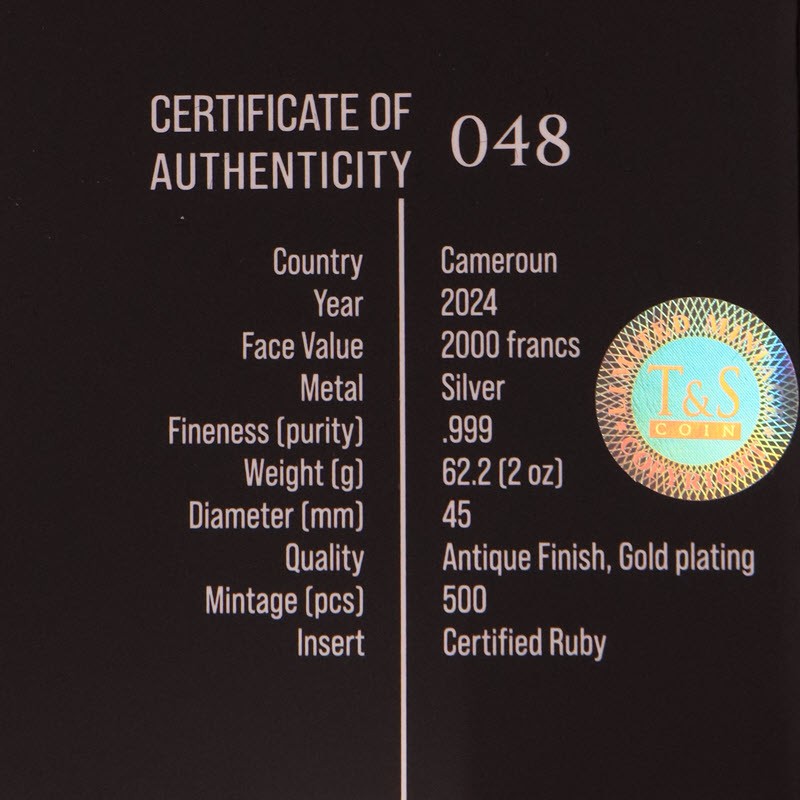 CERTIFICATE OF
AUTHENTICITY
048
Country Cameroun
Year 2024
Face Value 2000 francs
Metal Silver
Fineness (purity) .999
Weight (g) 62.2 (2 oz)
Diameter (mm) 45
Quality Antique Finish, Gold plating
Mintage (pcs) 500
Insert Certified Ruby
LIMITED
T&S
COIN